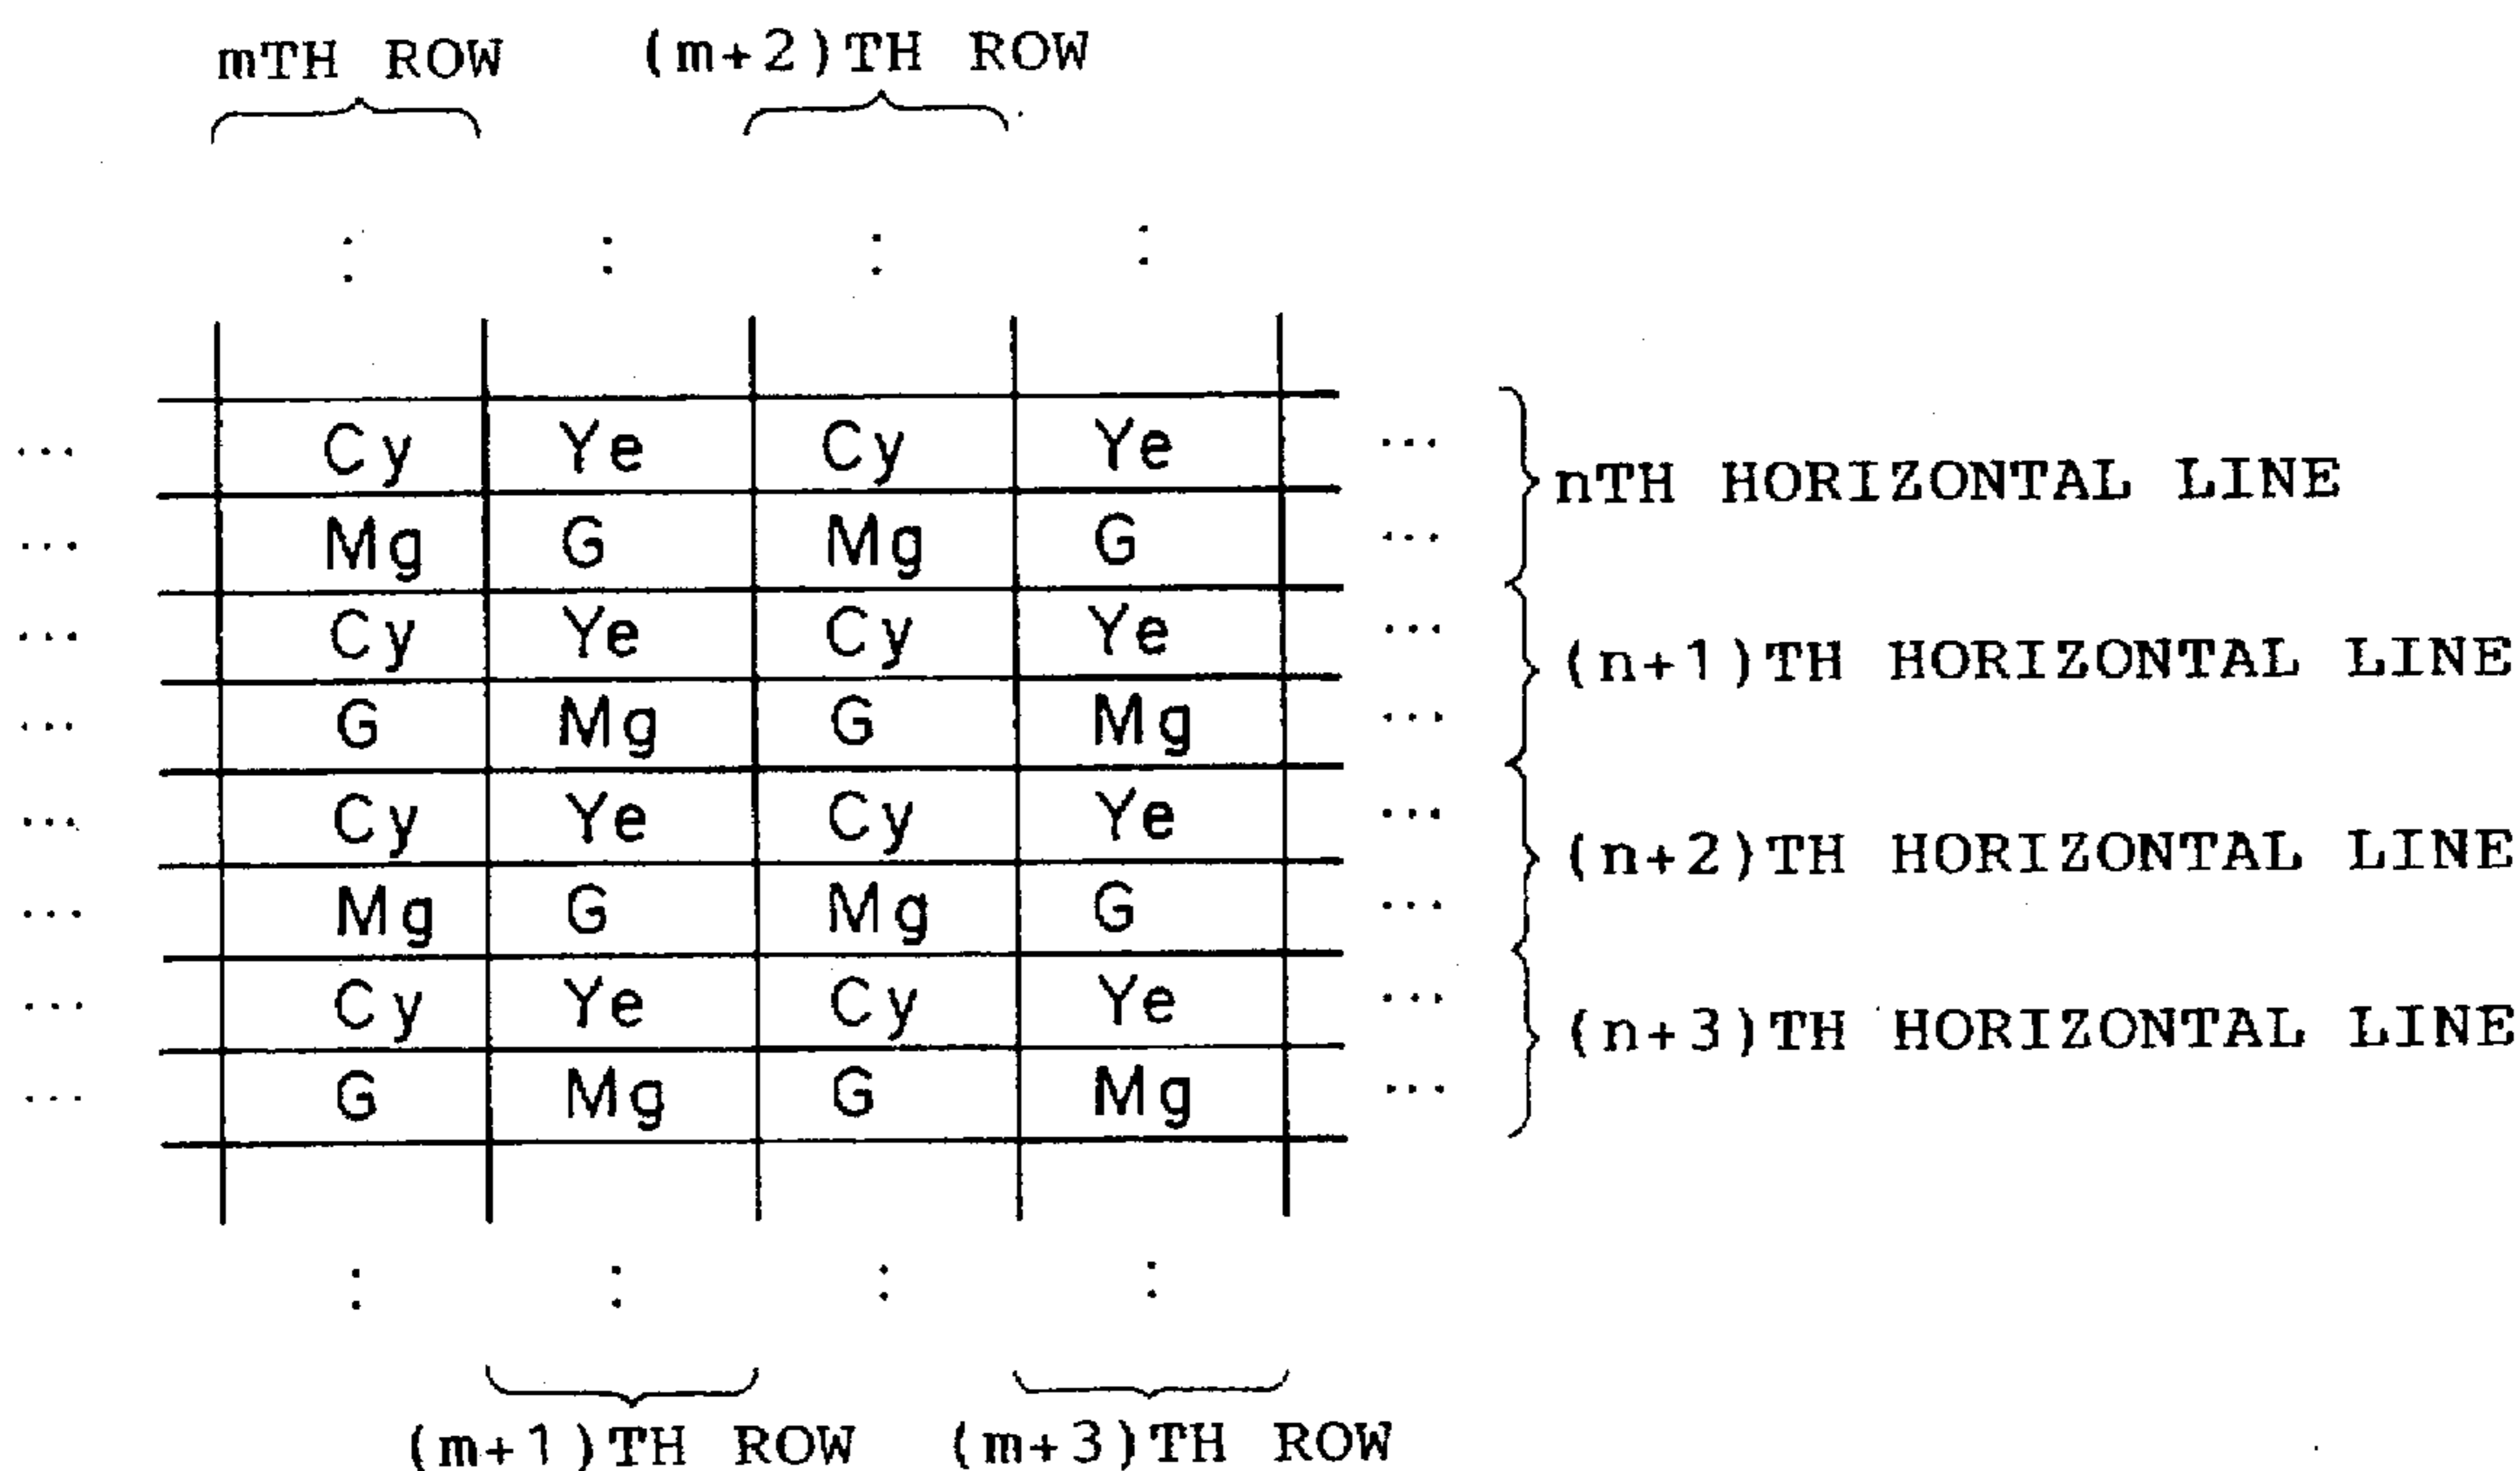 mTH ROW (m+2)TH ROW
... Cy Ye Cy Ye ...
nTH HORIZONTAL LINE
... Mg G Mg G ...
... Cy Ye Cy Ye ...
(n+1)TH HORIZONTAL LINE
... G Mg G Mg ...
... Cy Ye Cy Ye ...
(n+2)TH HORIZONTAL LINE
... Mg G Mg G ...
... Cy Ye Cy Ye ...
(n+3)TH HORIZONTAL LINE
... G Mg G Mg ...
(m+1)TH ROW (m+3)TH ROW